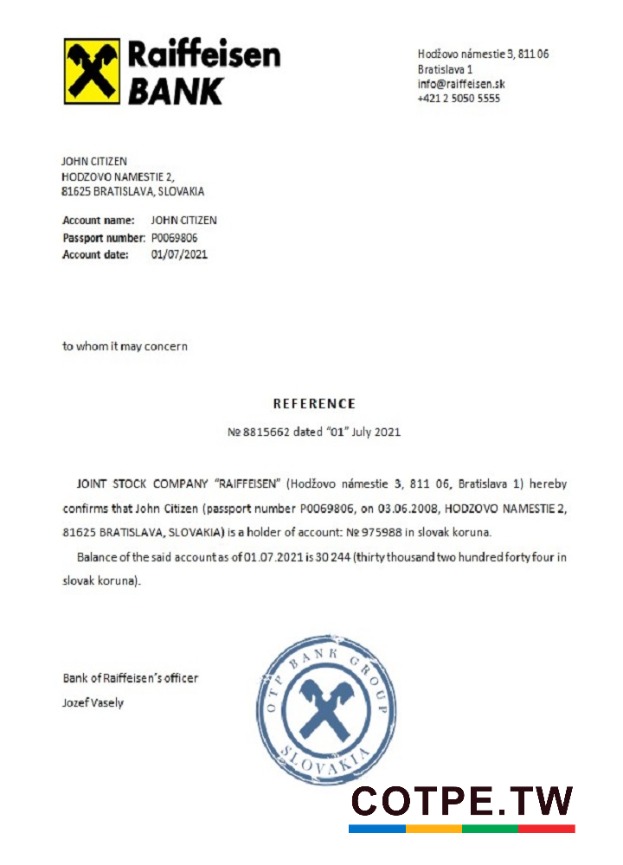 Raiffeisen
BANK
Hodžovo námestie 3, 811 06
Bratislava 1
info@raiffeisen.sk
+421 2 5050 5555
JOHN CITIZEN
HODZOVO NAMESTIE 2,
81625 BRATISLAVA, SLOVAKIA
Account name: JOHN CITIZEN
Passport number: P0069806
Account date: 01/07/2021
to whom it may concern
REFERENCE
№ 8815662 dated “01” July 2021
JOINT STOCK COMPANY “RAIFFEISEN” (Hodžovo námestie 3, 811 06, Bratislava 1) hereby
confirms that John Citizen (passport number P0069806, on 03.06.2008, HODZOVO NAMESTIE 2,
81625 BRATISLAVA, SLOVAKIA) is a holder of account: № 975988 in slovak koruna.
Balance of the said account as of 01.07.2021 is 30 244 (thirty thousand two hundred forty four in
slovak koruna).
Bank of Raiffeisen’s officer
Jozef Vasely
OTP BANK GROUP
SLOVAKIA
COTPE.TW